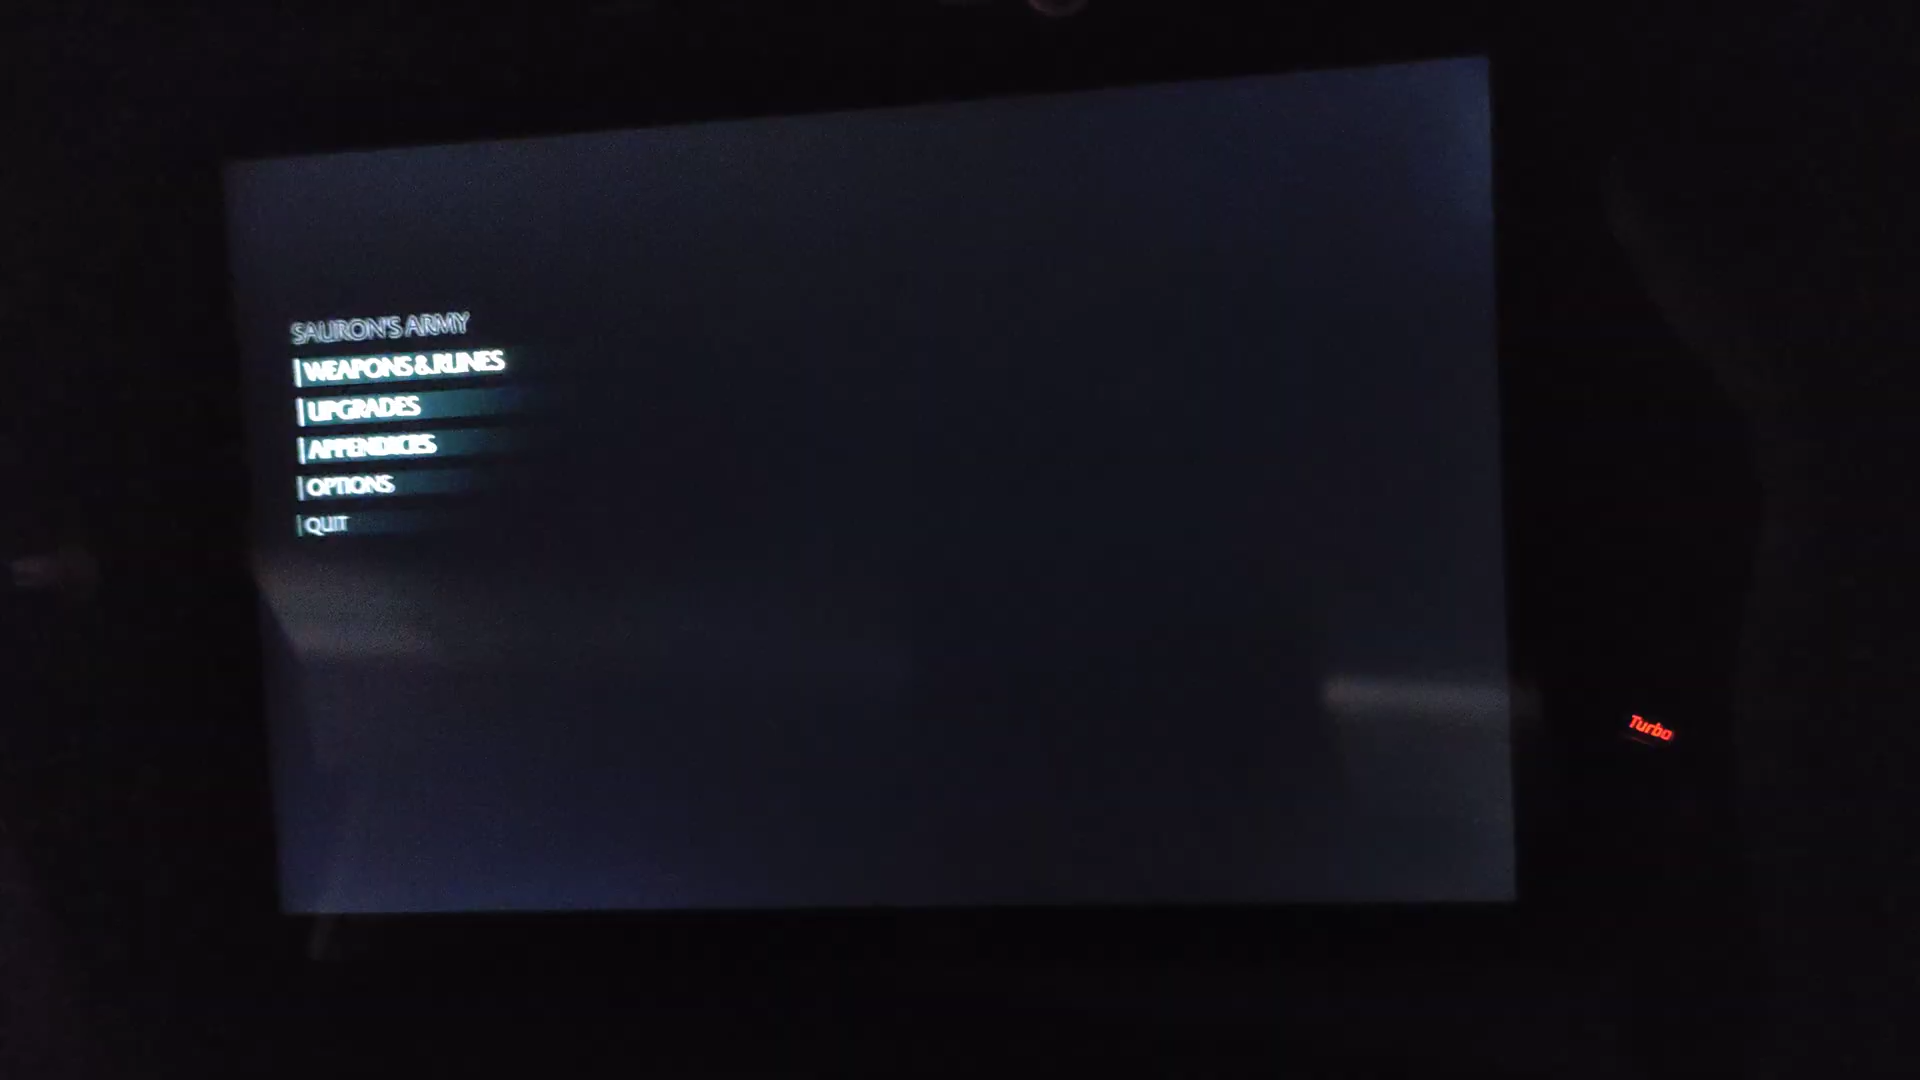 SAURON'S ARMY
WEAPONS & RUNES
UPGRADES
APPENDICES
OPTIONS
QUIT
Turbo